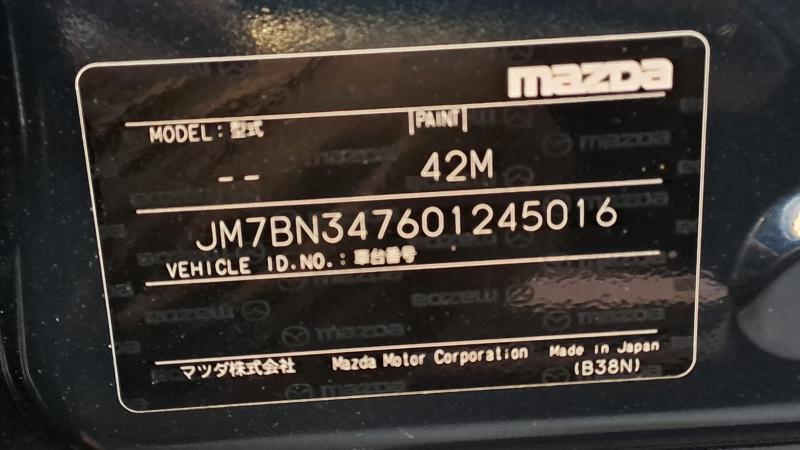 mazda
MODEL : 型式
PAINT
-- 42M
JM7BN347601245016
VEHICLE ID.NO. : 車台番号
マツダ株式会社 Mazda Motor Corporation Made in Japan
(B38N)